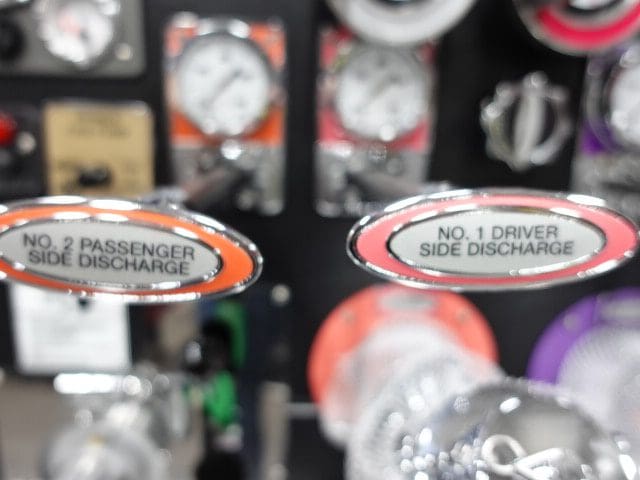 NO. 2 PASSENGER
SIDE DISCHARGE
NO. 1 DRIVER
SIDE DISCHARGE